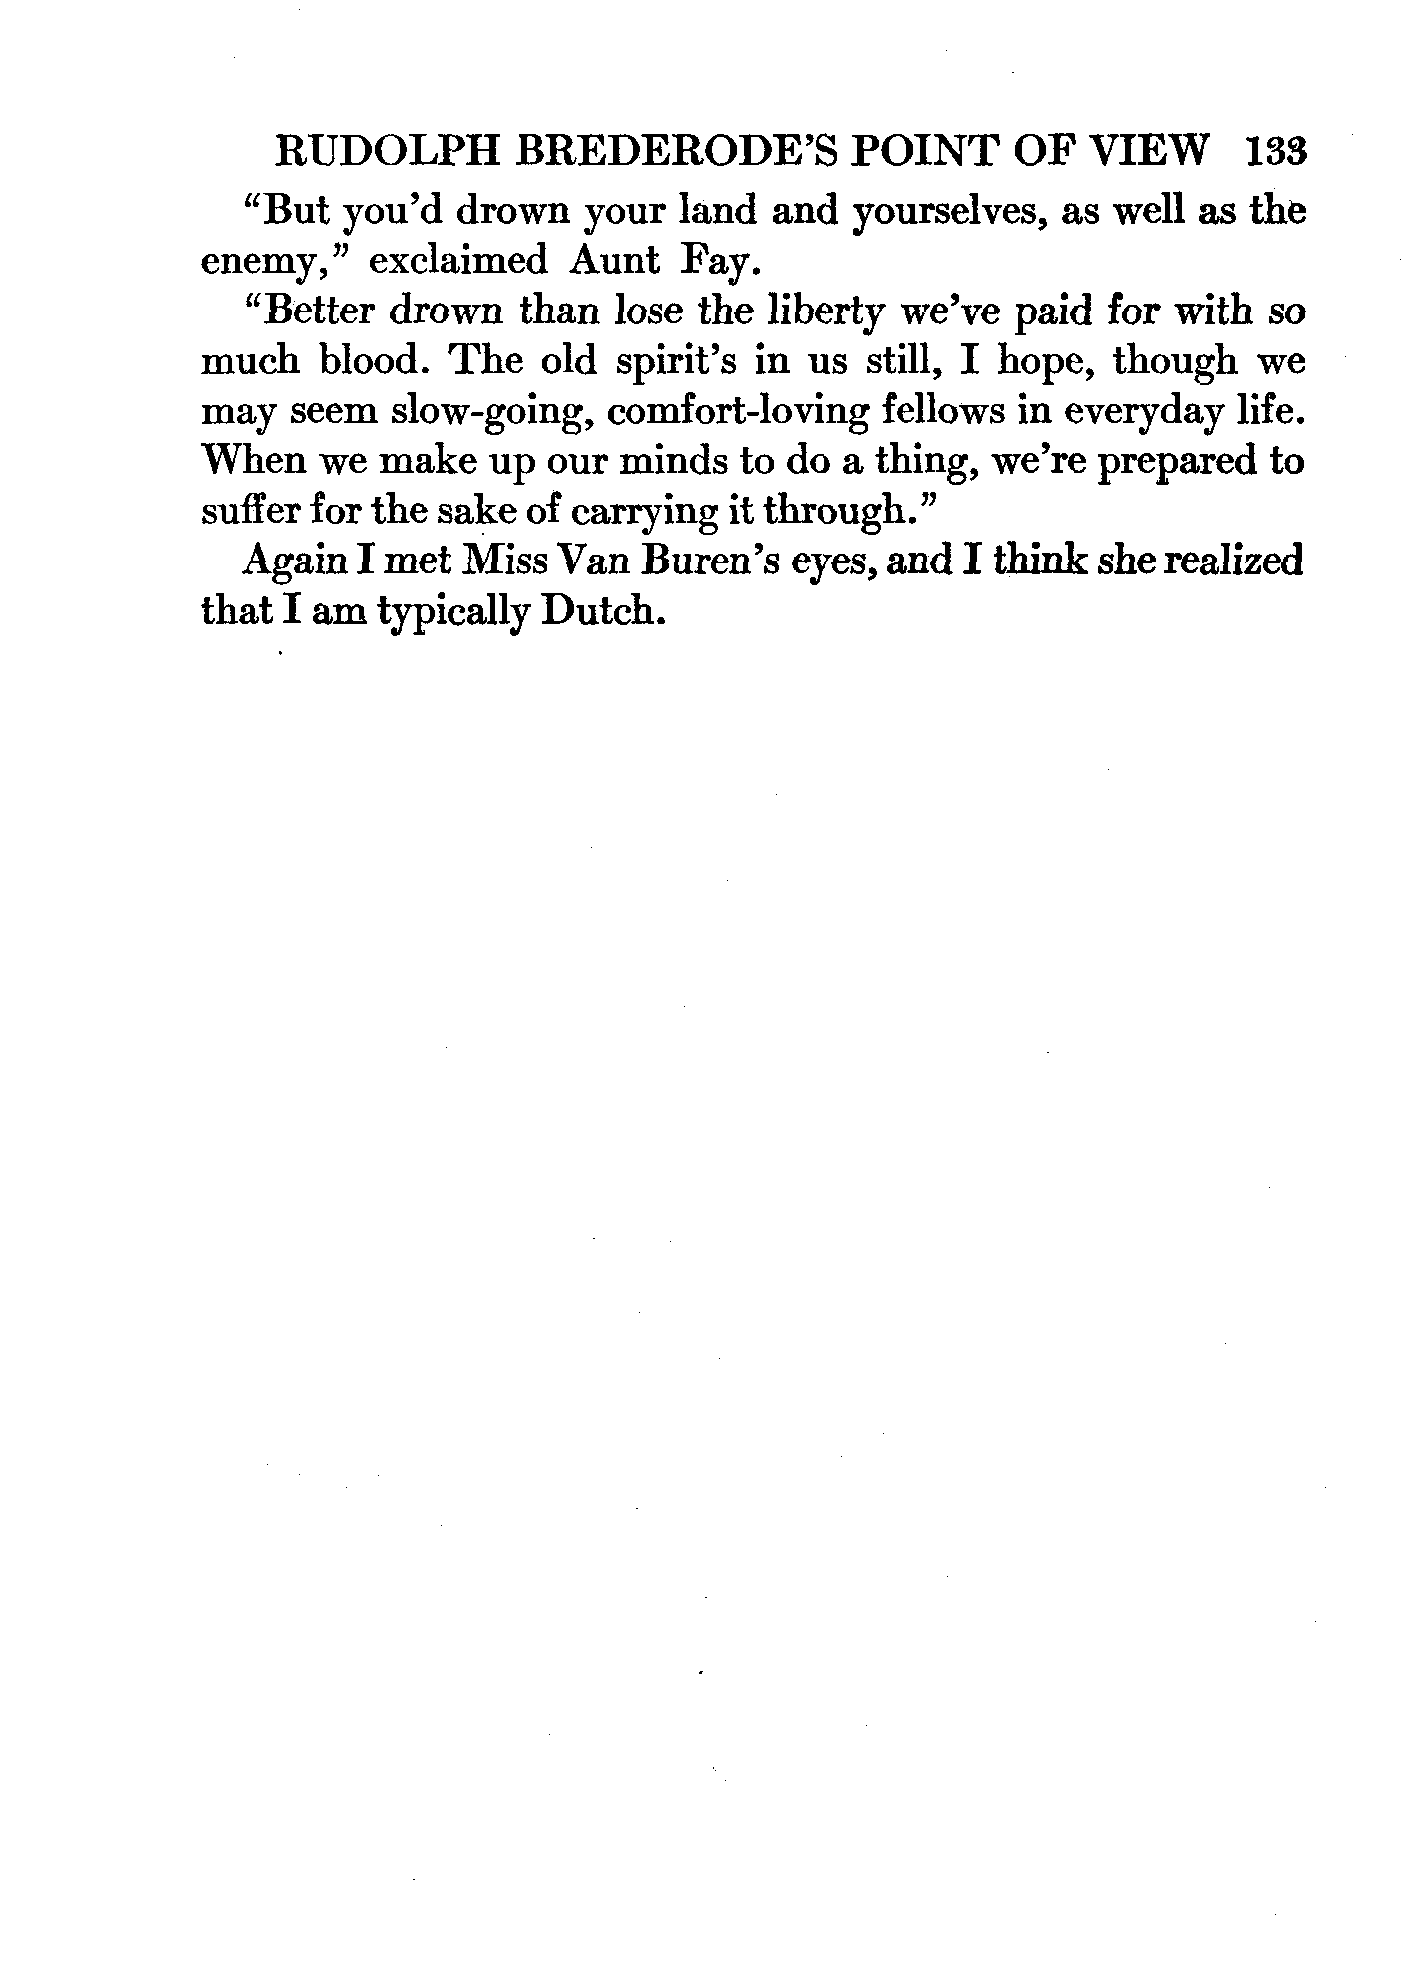 RUDOLPH BREDERODE'S POINT OF VIEW 133
"But you'd drown your land and yourselves, as well as the
enemy," exclaimed Aunt Fay.
"Better drown than lose the liberty we've paid for with so
much blood. The old spirit's in us still, I hope, though we
may seem slow-going, comfort-loving fellows in everyday life.
When we make up our minds to do a thing, we're prepared to
suffer for the sake of carrying it through."
Again I met Miss Van Buren's eyes, and I think she realized
that I am typically Dutch.